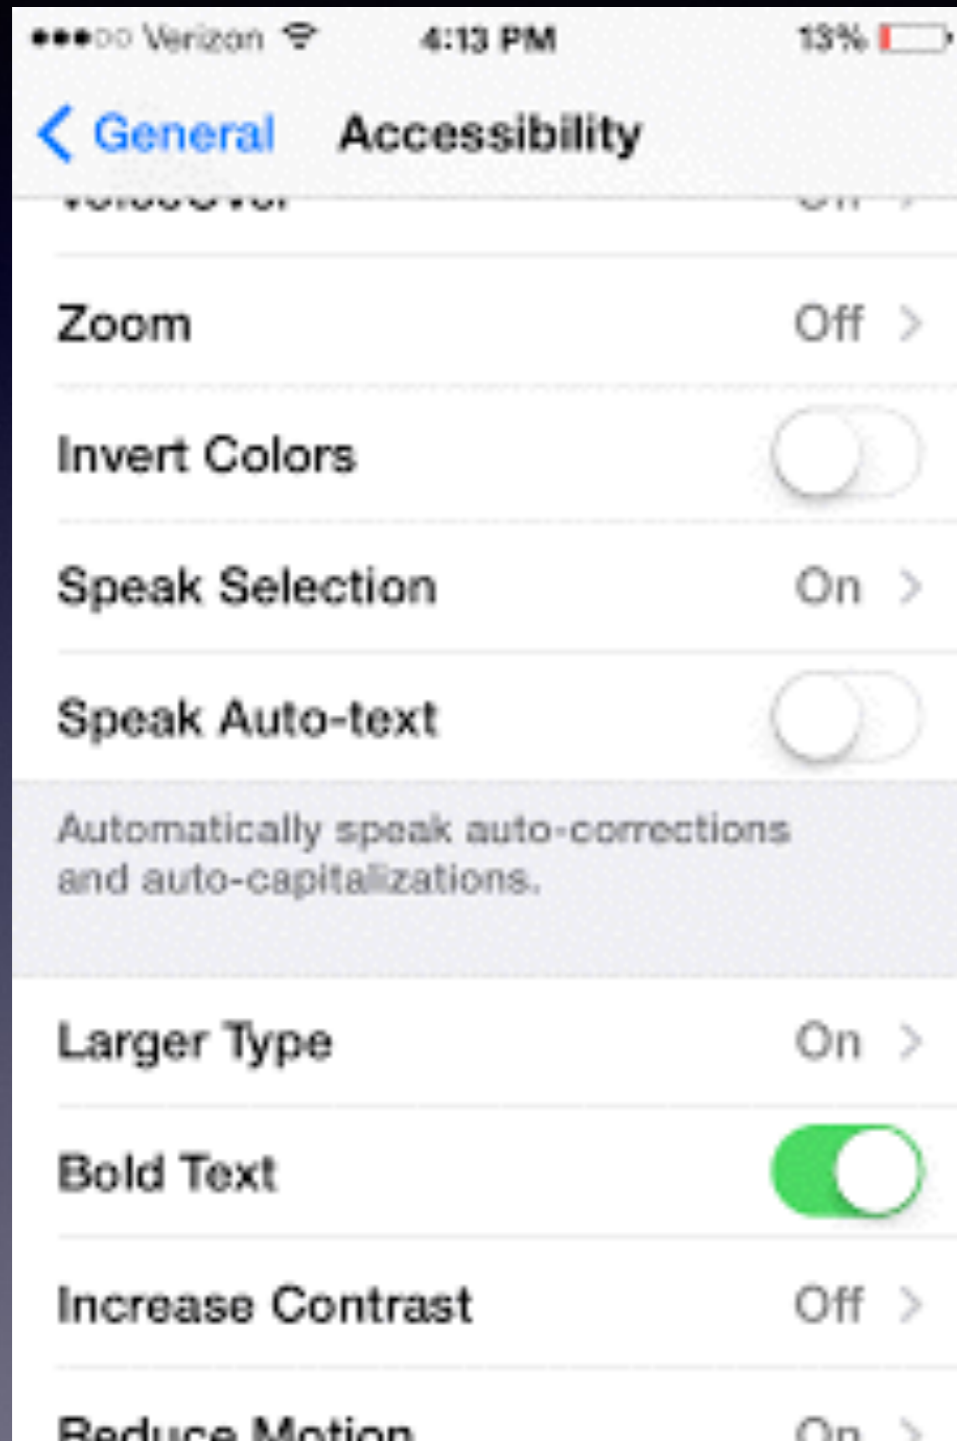 Verizon 4:13 PM 13%
General Accessibility
VoiceOver
Zoom Off
Invert Colors
Speak Selection On
Speak Auto-text
Automatically speak auto-corrections
and auto-capitalizations.
Larger Type On
Bold Text
Increase Contrast Off
Reduce Motion On